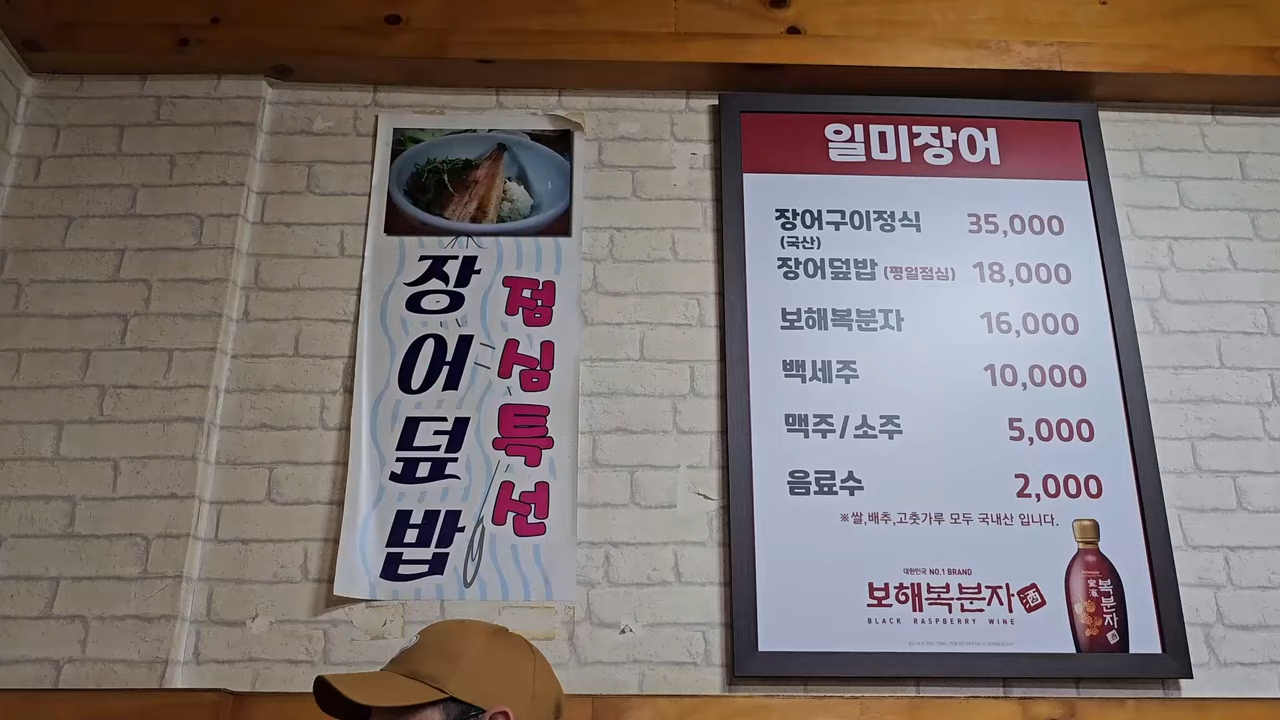 장어덮밥
점심특선
일미장어
장어구이정식 35,000
(국산)
장어덮밥 (평일점심) 18,000
보해복분자 16,000
백세주 10,000
맥주/소주 5,000
음료수 2,000
※쌀,배추,고춧가루 모두 국내산 입니다.
대한민국 NO.1 BRAND
보해복분자酒
BLACK RASPBERRY WINE
복분자